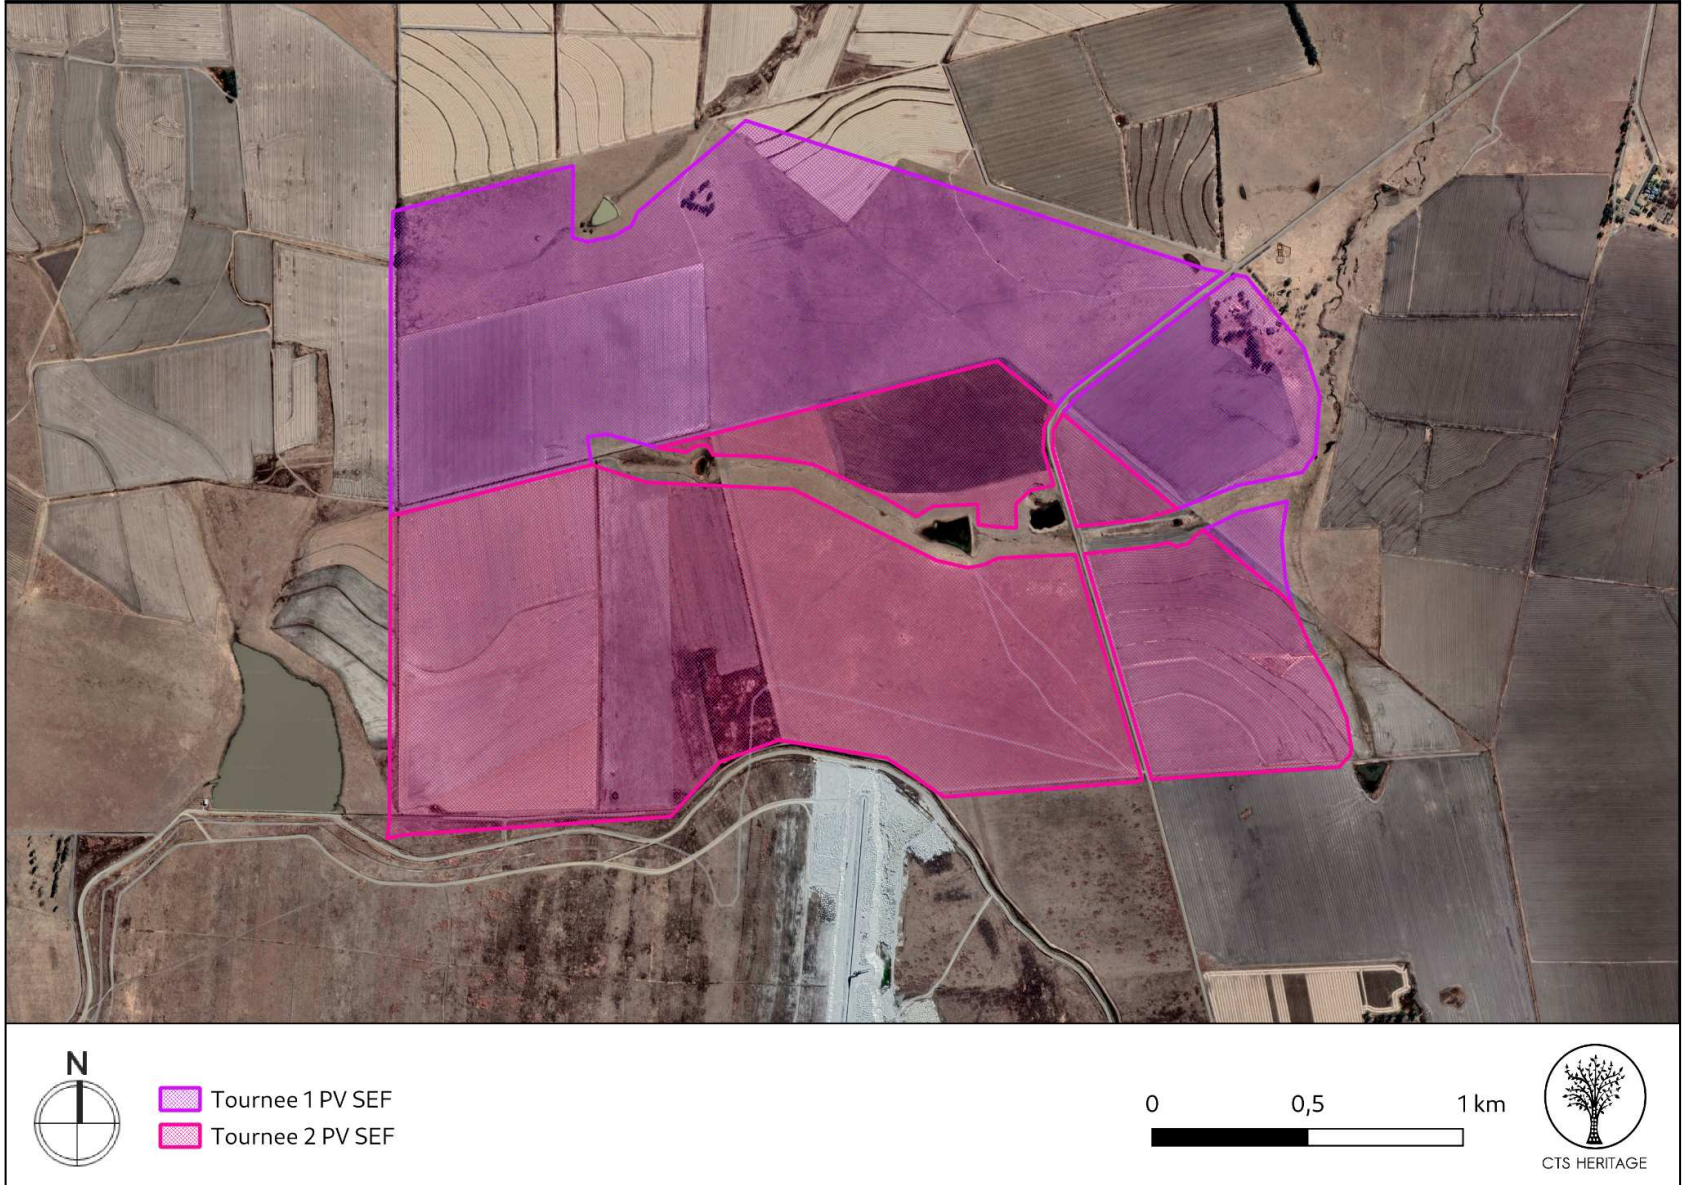 N
Tournee 1 PV SEF
Tournee 2 PV SEF
0 0,5 1 km
CTS HERITAGE